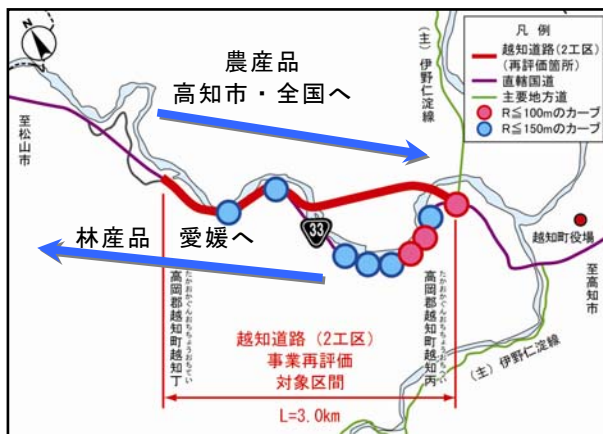 凡 例
越知道路(2工区)
(再評価箇所)
直轄国道
主要地方道
R≦100mのカーブ
R≦150mのカーブ
(主)伊野仁淀線
農産品
高知市・全国へ
至松山市
33
越知町役場
林産品 愛媛へ
至高知市
たかおかぐんおちちょうおちてい
高岡郡越知町越知丁
たかおかぐんおちちょうおちへい
高岡郡越知町越知丙
越知道路(2工区)
事業再評価
対象区間
(主)伊野仁淀線
L=3.0km